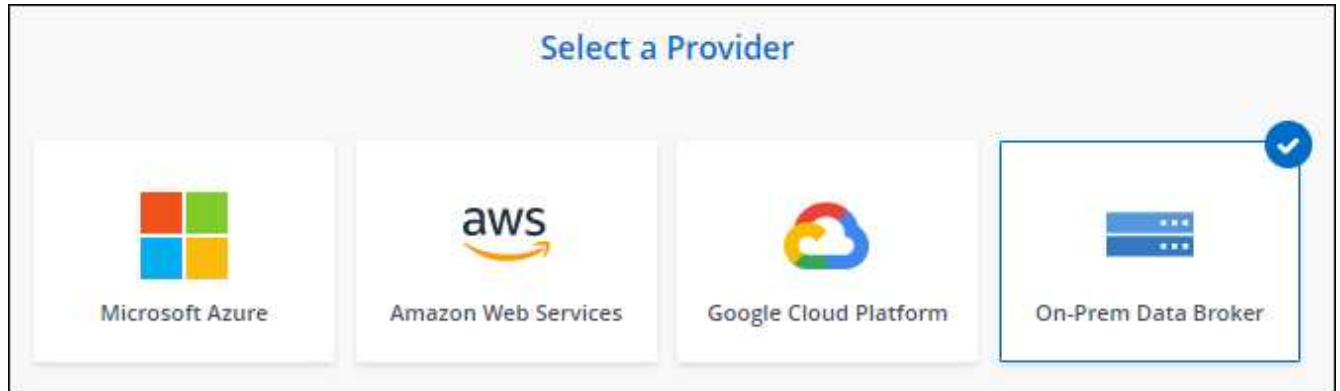 Select a Provider
aws
Microsoft Azure
Amazon Web Services
Google Cloud Platform
On-Prem Data Broker